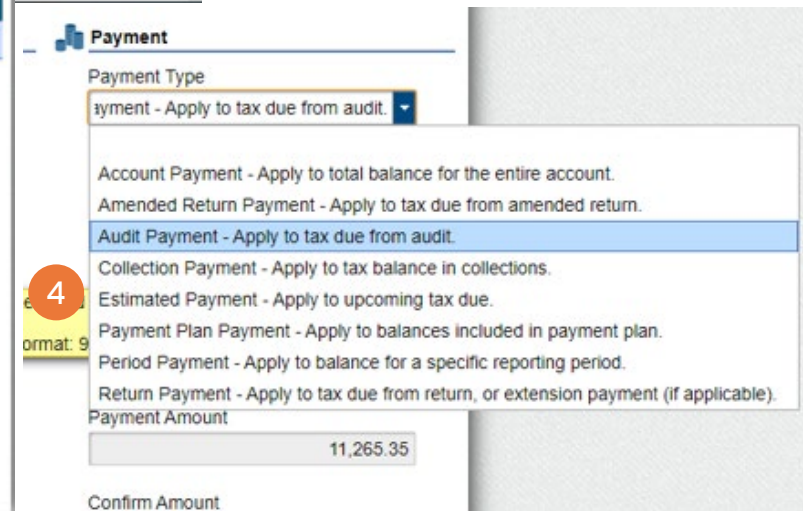 Payment
Payment Type
ayment - Apply to tax due from audit.
Account Payment - Apply to total balance for the entire account.
Amended Return Payment - Apply to tax due from amended return.
Audit Payment - Apply to tax due from audit.
Collection Payment - Apply to tax balance in collections.
4
Estimated Payment - Apply to upcoming tax due.
Payment Plan Payment - Apply to balances included in payment plan.
ormat: 9
Period Payment - Apply to balance for a specific reporting period.
Return Payment - Apply to tax due from return, or extension payment (if applicable).
Payment Amount
11,265.35
Confirm Amount